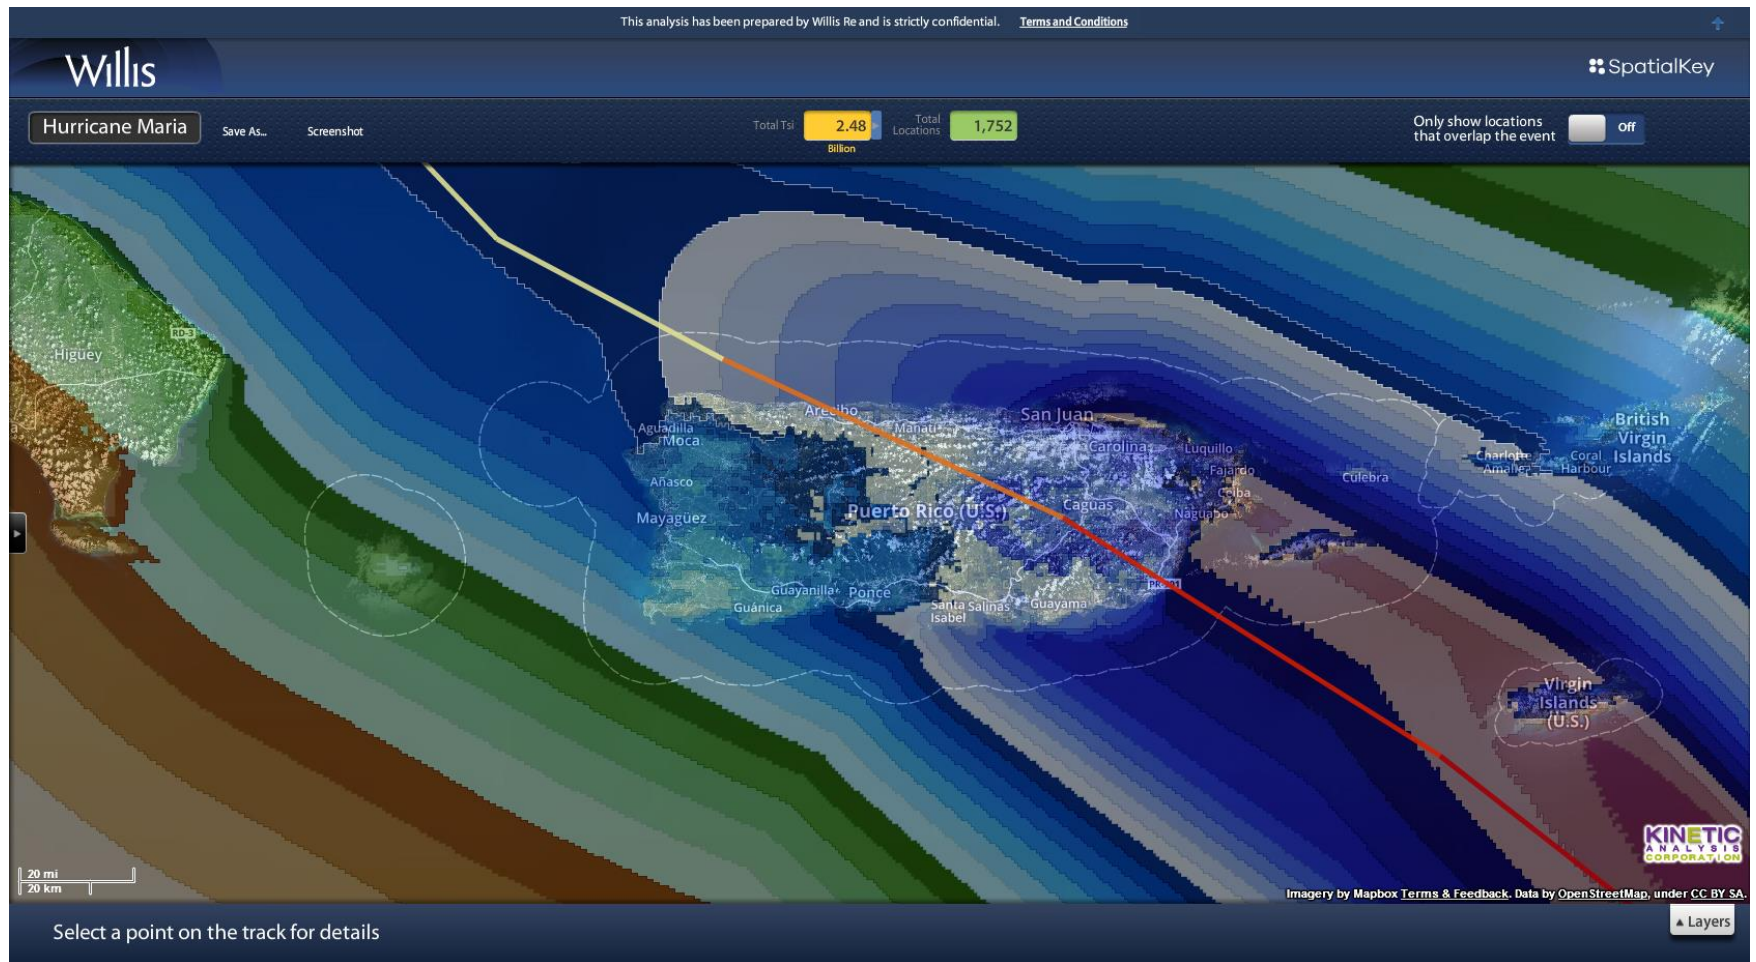 This analysis has been prepared by Willis Re and is strictly confidential. Terms and Conditions
Willis
SpatialKey
Hurricane Maria
Save As...
Screenshot
Total Tsi
2.48
Billion
Total
Locations
1,752
Only show locations
that overlap the event
Off
RD-3
Higuey
Aguadilla
Moca
Arecibo
Manatí
San Juan
Carolina
Luquillo
Fajardo
Ceiba
Naguabo
Culebra
Charlotte
Amalie
Coral
Harbour
British
Virgin
Islands
Añasco
Mayagüez
Puerto Rico (U.S.)
Caguas
Guayanilla
Ponce
Guánica
Santa
Isabel
Salinas
Guayama
Virgin
Islands
(U.S.)
KINETIC
ANALYSIS
CORPORATION
20 mi
20 km
Imagery by Mapbox Terms & Feedback. Data by OpenStreetMap, under CC BY SA.
Select a point on the track for details
Layers